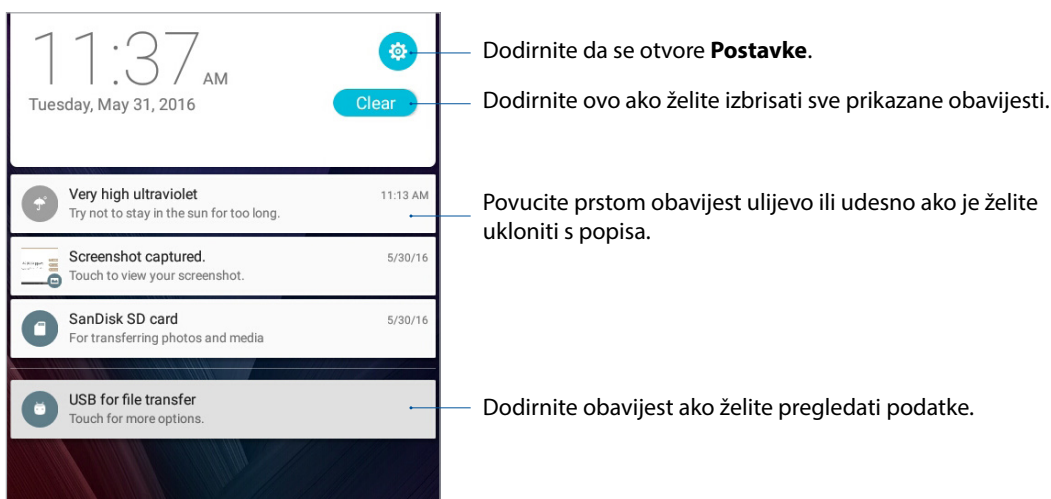 11:37 AM
Tuesday, May 31, 2016
Clear
Dodirnite da se otvore Postavke.
Dodirnite ovo ako želite izbrisati sve prikazane obavijesti.
Very high ultraviolet 11:13 AM
Try not to stay in the sun for too long.
Povucite prstom obavijest ulijevo ili udesno ako je želite
ukloniti s popisa.
Screenshot captured. 5/30/16
Touch to view your screenshot.
SanDisk SD card 5/30/16
For transferring photos and media
USB for file transfer
Touch for more options.
Dodirnite obavijest ako želite pregledati podatke.